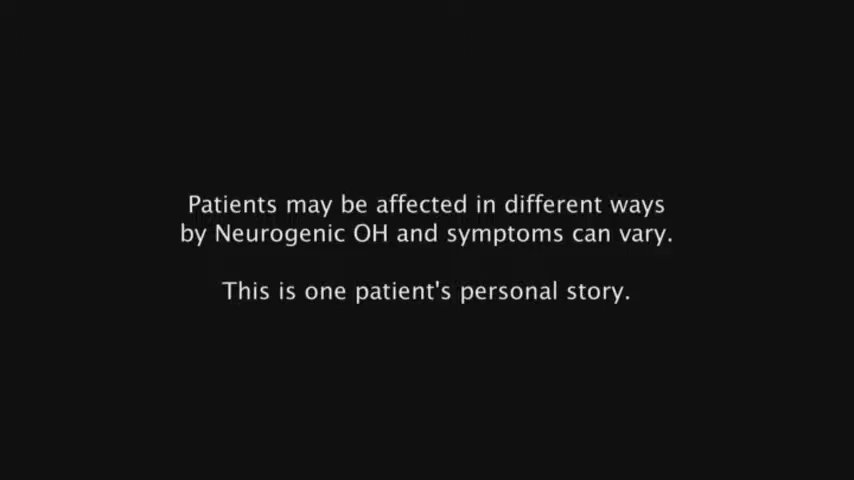 Patients may be affected in different ways
by Neurogenic OH and symptoms can vary.
This is one patient's personal story.